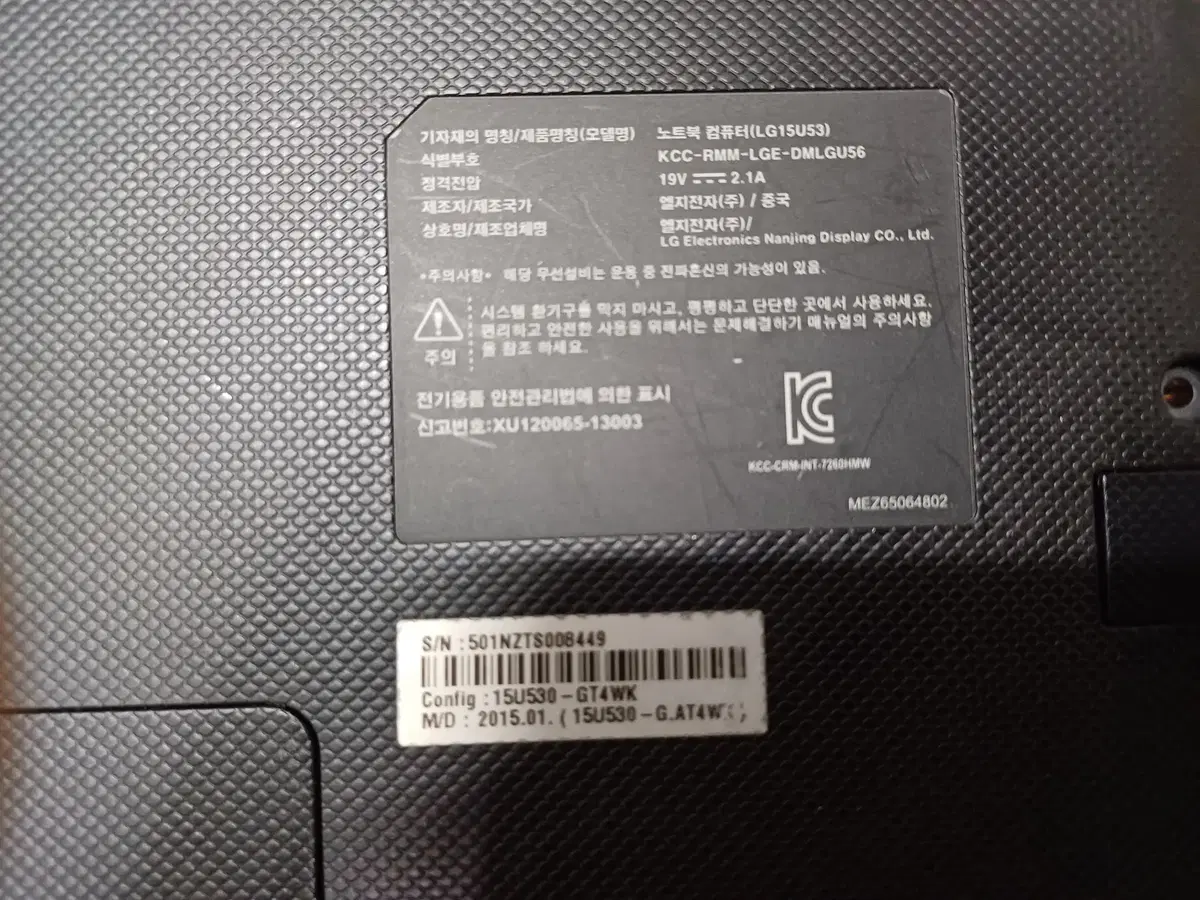 기자재의 명칭/제품명칭(모델명) 노트북 컴퓨터(LG15U53)
식별부호 KCC-RMM-LGE-DMLGU56
정격전압 19V 2.1A
제조자/제조국가 엘지전자(주) / 중국
상호명/제조업체명 엘지전자(주)/
LG Electronics Nanjing Display CO., Ltd.
*주의사항* 해당 무선설비는 운용 중 전파혼신의 가능성이 있음.
시스템 환기구를 막지 마시고, 평평하고 단단한 곳에서 사용하세요.
편리하고 안전한 사용을 위해서는 문제해결하기 매뉴얼의 주의사항
을 참조 하세요.
주의
전기용품 안전관리법에 의한 표시
신고번호:XU120065-13003
KC
KCC-CRM-INT-7260HMW
MEZ65064802
S/N : 501NZTS008449
Config : 15U530-GT4WK
M/D : 2015.01. ( 15U530-G.AT4WK)